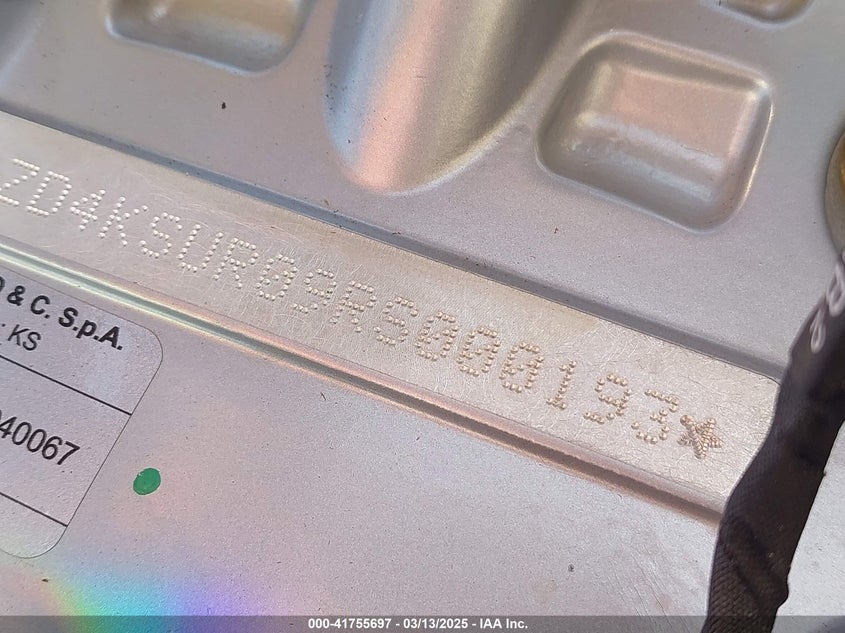 ZD4KSUR09RS000193★
& C. S.p.A.
: KS
40067
000-41755697 - 03/13/2025 - IAA Inc.